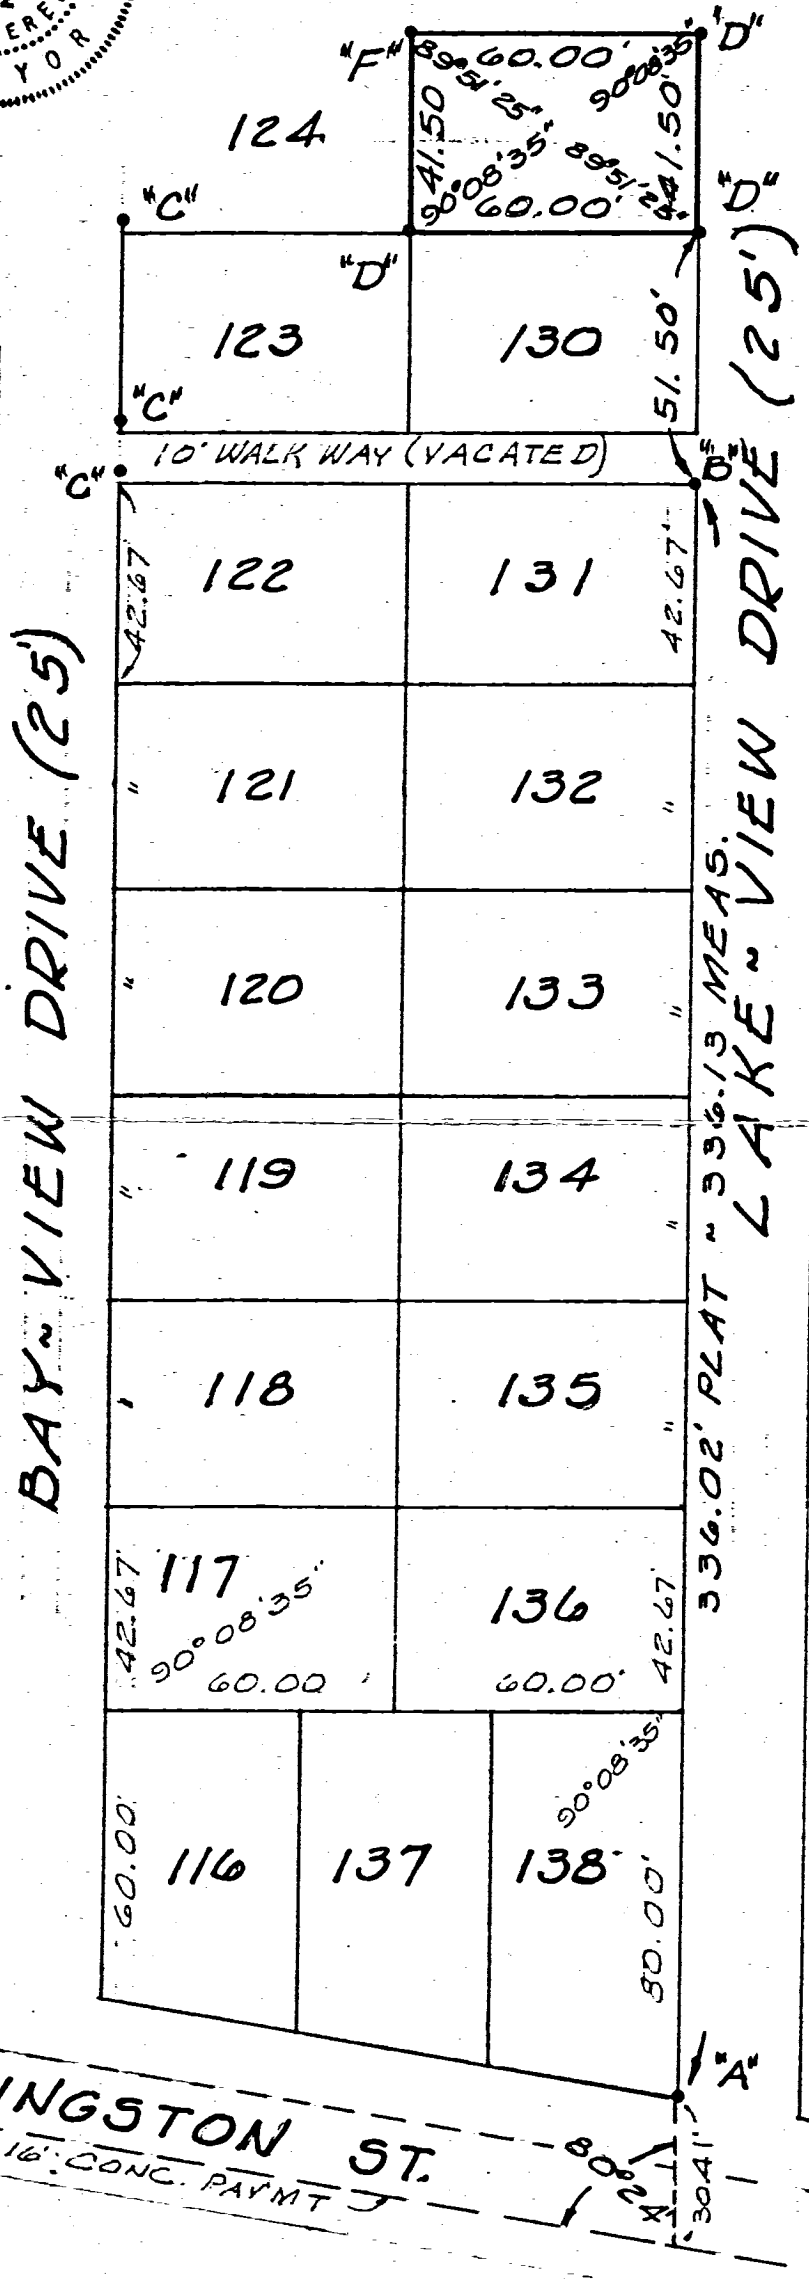 ERE
YOR
"F" 60.00' "D"
89°51'25" 90°08'35"
124 41.50 41.50'
90°08'35" 89°51'25"
"C" 60.00' "D"
"D"
123 130 51.50'
"C"
10' WALK WAY (VACATED)
"C" "B"
42.67' 122 131 42.67'
" 121 132 "
" 120 133 "
" 119 134 "
" 118 135 "
42.67' 117 136 42.67'
90°08'35"
60.00' 60.00'
90°08'35"
60.00' 116 137 138 80.00'
"A"
BAY~VIEW DRIVE (25')
LAKE~VIEW DRIVE (25')
336.02' PLAT ~ 336.13 MEAS.
INGSTON ST.
16' CONC. PAVMT
80°24'
30.41'